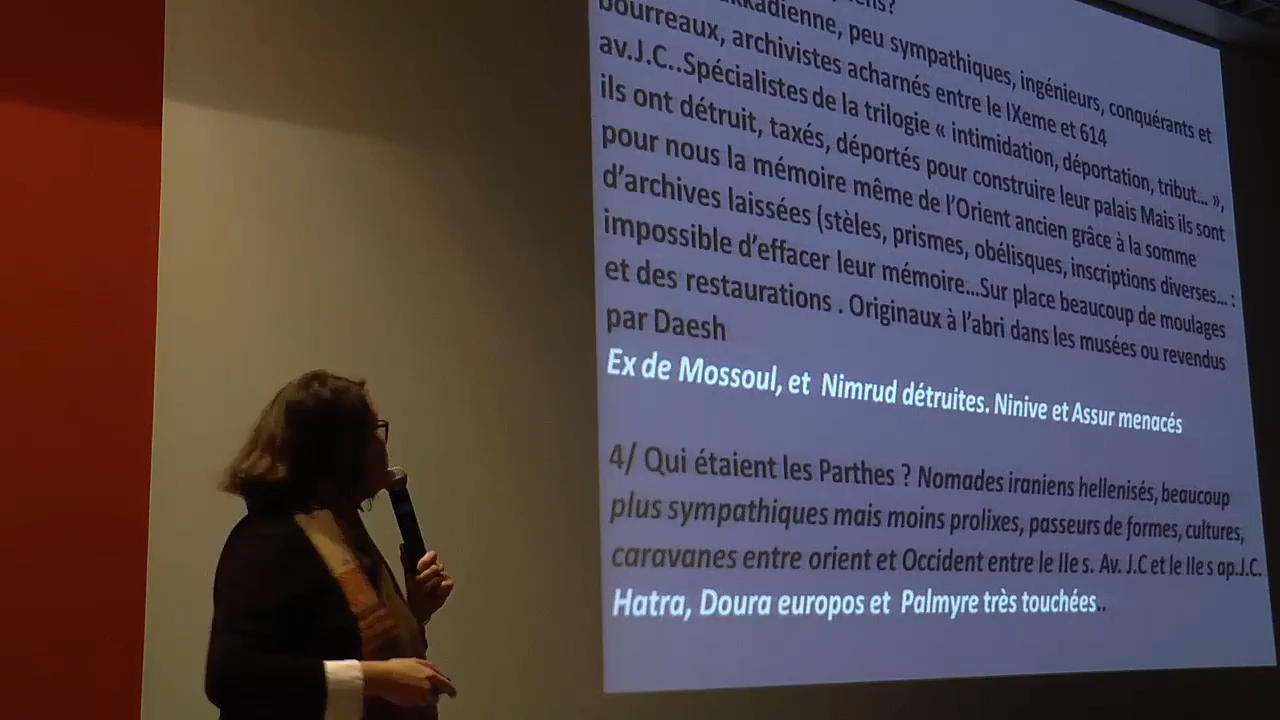 peu sympathiques, ingénieurs, conquérants et
bourreaux, archivistes acharnés entre le IXeme et 614
av.J.C..Spécialistes de la trilogie « intimidation, déportation, tribut... »,
ils ont détruit, taxés, déportés pour construire leur palais Mais ils sont
pour nous la mémoire même de l'Orient ancien grâce à la somme
d'archives laissées (stèles, prismes, obélisques, inscriptions diverses... :
impossible d'effacer leur mémoire...Sur place beaucoup de moulages
et des restaurations . Originaux à l'abri dans les musées ou revendus
par Daesh
Ex de Mossoul, et Nimrud détruites. Ninive et Assur menacés
4/ Qui étaient les Parthes ? Nomades iraniens hellenisés, beaucoup
plus sympathiques mais moins prolixes, passeurs de formes, cultures,
caravanes entre orient et Occident entre le IIe s. Av. J.C et le IIe s ap.J.C.
Hatra, Doura europos et Palmyre très touchées..